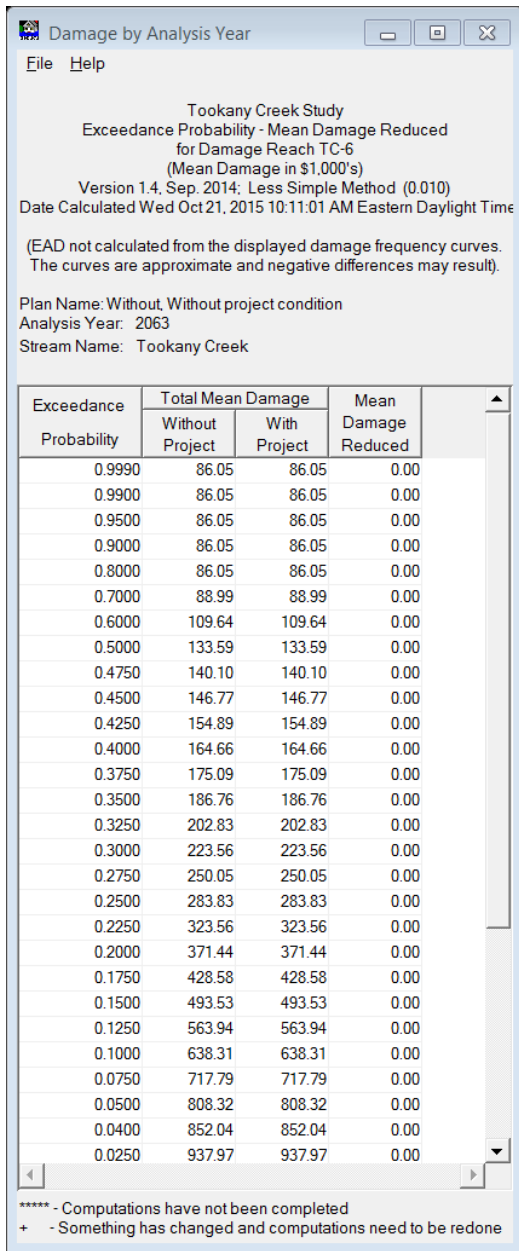 Damage by Analysis Year
File Help
Tookany Creek Study
Exceedance Probability - Mean Damage Reduced
for Damage Reach TC-6
(Mean Damage in $1,000's)
Version 1.4, Sep. 2014; Less Simple Method (0.010)
Date Calculated Wed Oct 21, 2015 10:11:01 AM Eastern Daylight Time
(EAD not calculated from the displayed damage frequency curves.
The curves are approximate and negative differences may result).
Plan Name: Without, Without project condition
Analysis Year: 2063
Stream Name: Tookany Creek
Exceedance Probability Total Mean Damage Mean Damage Reduced
Without Project With Project
0.9990 86.05 86.05 0.00
0.9900 86.05 86.05 0.00
0.9500 86.05 86.05 0.00
0.9000 86.05 86.05 0.00
0.8000 86.05 86.05 0.00
0.7000 88.99 88.99 0.00
0.6000 109.64 109.64 0.00
0.5000 133.59 133.59 0.00
0.4750 140.10 140.10 0.00
0.4500 146.77 146.77 0.00
0.4250 154.89 154.89 0.00
0.4000 164.66 164.66 0.00
0.3750 175.09 175.09 0.00
0.3500 186.76 186.76 0.00
0.3250 202.83 202.83 0.00
0.3000 223.56 223.56 0.00
0.2750 250.05 250.05 0.00
0.2500 283.83 283.83 0.00
0.2250 323.56 323.56 0.00
0.2000 371.44 371.44 0.00
0.1750 428.58 428.58 0.00
0.1500 493.53 493.53 0.00
0.1250 563.94 563.94 0.00
0.1000 638.31 638.31 0.00
0.0750 717.79 717.79 0.00
0.0500 808.32 808.32 0.00
0.0400 852.04 852.04 0.00
0.0250 937.97 937.97 0.00
***** - Computations have not been completed
+ - Something has changed and computations need to be redone